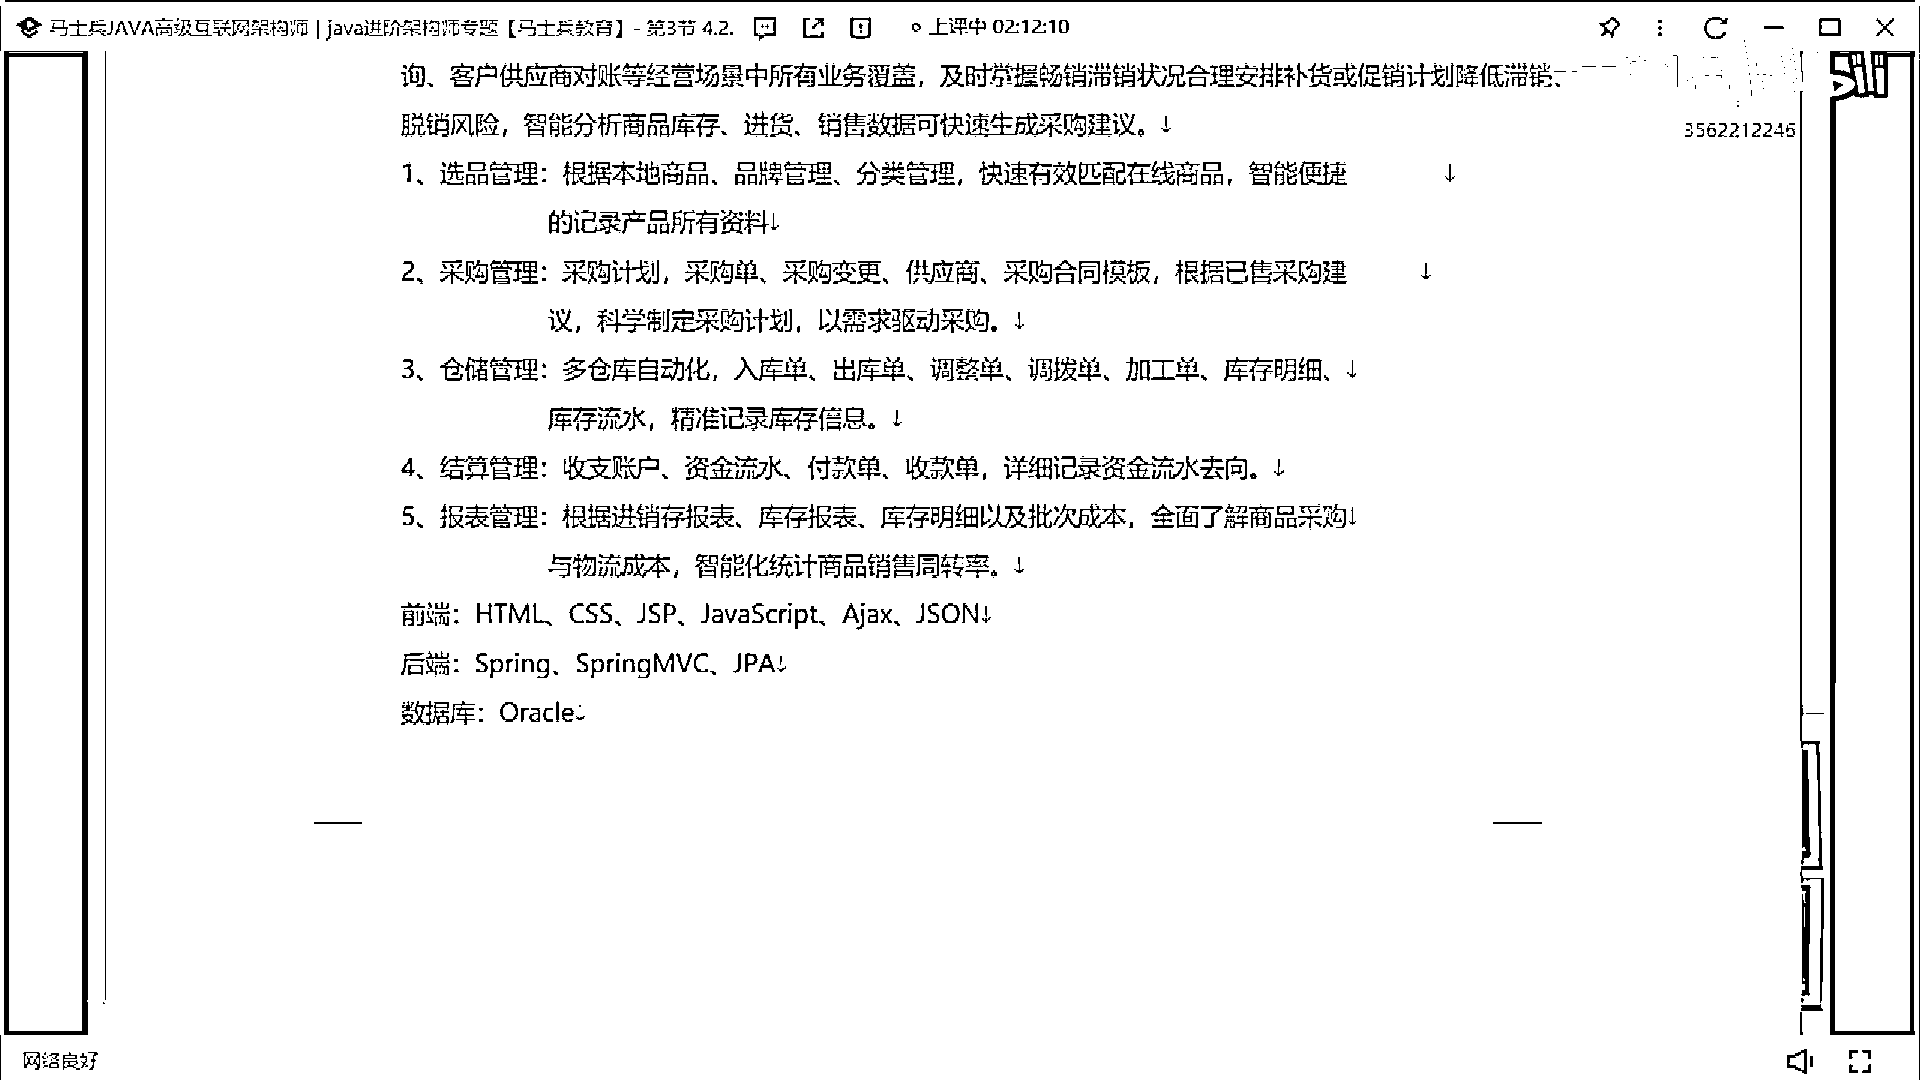 马士兵JAVA高级互联网架构师 | java进阶架构师专题【马士兵教育】- 第3节 4.2. 上课中 02:12:10
询、客户供应商对账等经营场景中所有业务覆盖，及时掌握畅销滞销状况合理安排补货或促销计划降低滞销、
脱销风险，智能分析商品库存、进货、销售数据可快速生成采购建议。↓
3562212246
1、选品管理：根据本地商品、品牌管理、分类管理，快速有效匹配在线商品，智能便捷 ↓
的记录产品所有资料↓
2、采购管理：采购计划，采购单、采购变更、供应商、采购合同模板，根据已售采购建 ↓
议，科学制定采购计划，以需求驱动采购。↓
3、仓储管理：多仓库自动化，入库单、出库单、调整单、调拨单、加工单、库存明细、↓
库存流水，精准记录库存信息。↓
4、结算管理：收支账户、资金流水、付款单、收款单，详细记录资金流水去向。↓
5、报表管理：根据进销存报表、库存报表、库存明细以及批次成本，全面了解商品采购↓
与物流成本，智能化统计商品销售周转率。↓
前端：HTML、CSS、JSP、JavaScript、Ajax、JSON↓
后端：Spring、SpringMVC、JPA↓
数据库：Oracle↓
网络良好